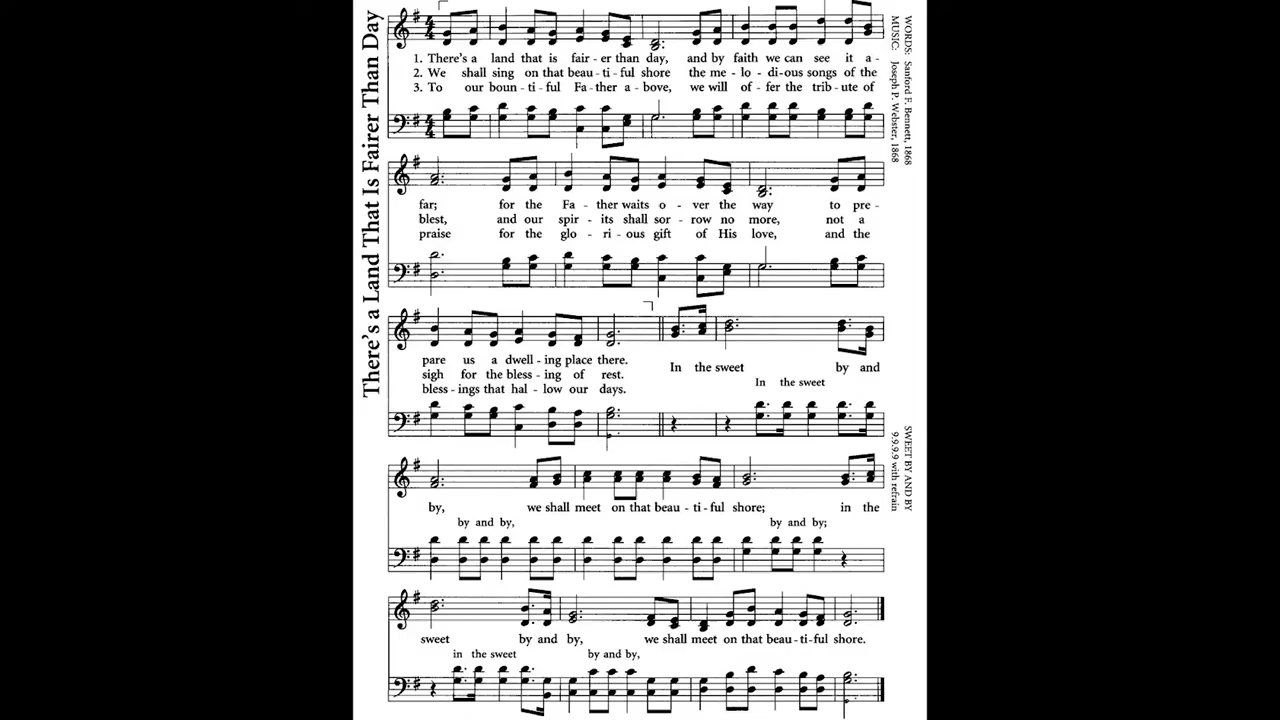 There's a Land That Is Fairer Than Day
WORDS: Sanford F. Bennett, 1868
MUSIC: Joseph P. Webster, 1868
1. There's a land that is fair - er than day, and by faith we can see it a -
2. We shall sing on that beau - ti - ful shore the me - lo - di - ous songs of the
3. To our boun - ti - ful Fa - ther a - bove, we will of - fer the trib - ute of
far; for the Fa - ther waits o - ver the way to pre -
blest, and our spir - its shall sor - row no more, not a
praise for the glo - ri - ous gift of His love, and the
pare us a dwell - ing place there.
sigh for the bless - ing of rest.
bless - ings that hal - low our days.
In the sweet by and
In the sweet
SWEET BY AND BY
9.9.9.9 with refrain
by, we shall meet on that beau - ti - ful shore; in the
by and by, by and by;
sweet by and by, we shall meet on that beau - ti - ful shore.
in the sweet by and by,